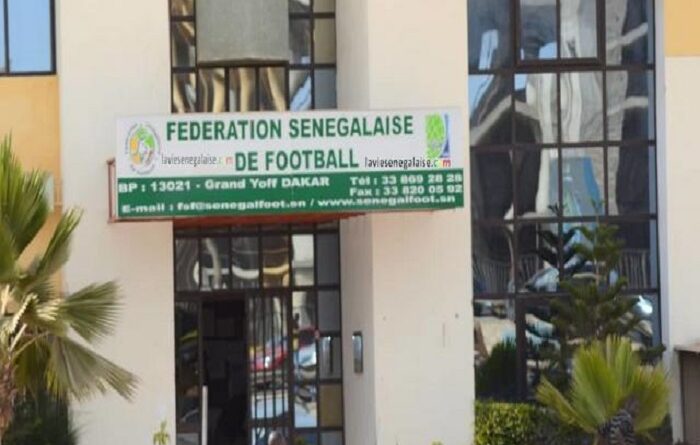 FEDERATION SENEGALAISE
DE FOOTBALL
laviesenegalaise.com
laviesenegalaise.com
BP : 13021 - Grand Yoff DAKAR
Tél : 33 869 28 28
Fax : 33 820 05 92
E-mail : fsf@senegalfoot.sn / www.senegalfoot.sn